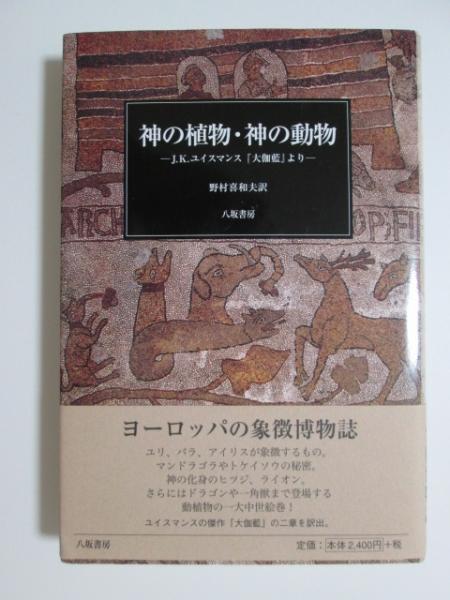 神の植物・神の動物
―J.K.ユイスマンス『大伽藍』より―
野村喜和夫訳
八坂書房
ヨーロッパの象徴博物誌
ユリ、バラ、アイリスが象徴するもの。
マンドラゴラやトケイソウの秘密。
神の化身のヒツジ、ライオン。
さらにはドラゴンや一角獣まで登場する
動植物の一大中世絵巻！
ユイスマンスの傑作『大伽藍』の二章を訳出。
八坂書房
定価：本体2,400円+税